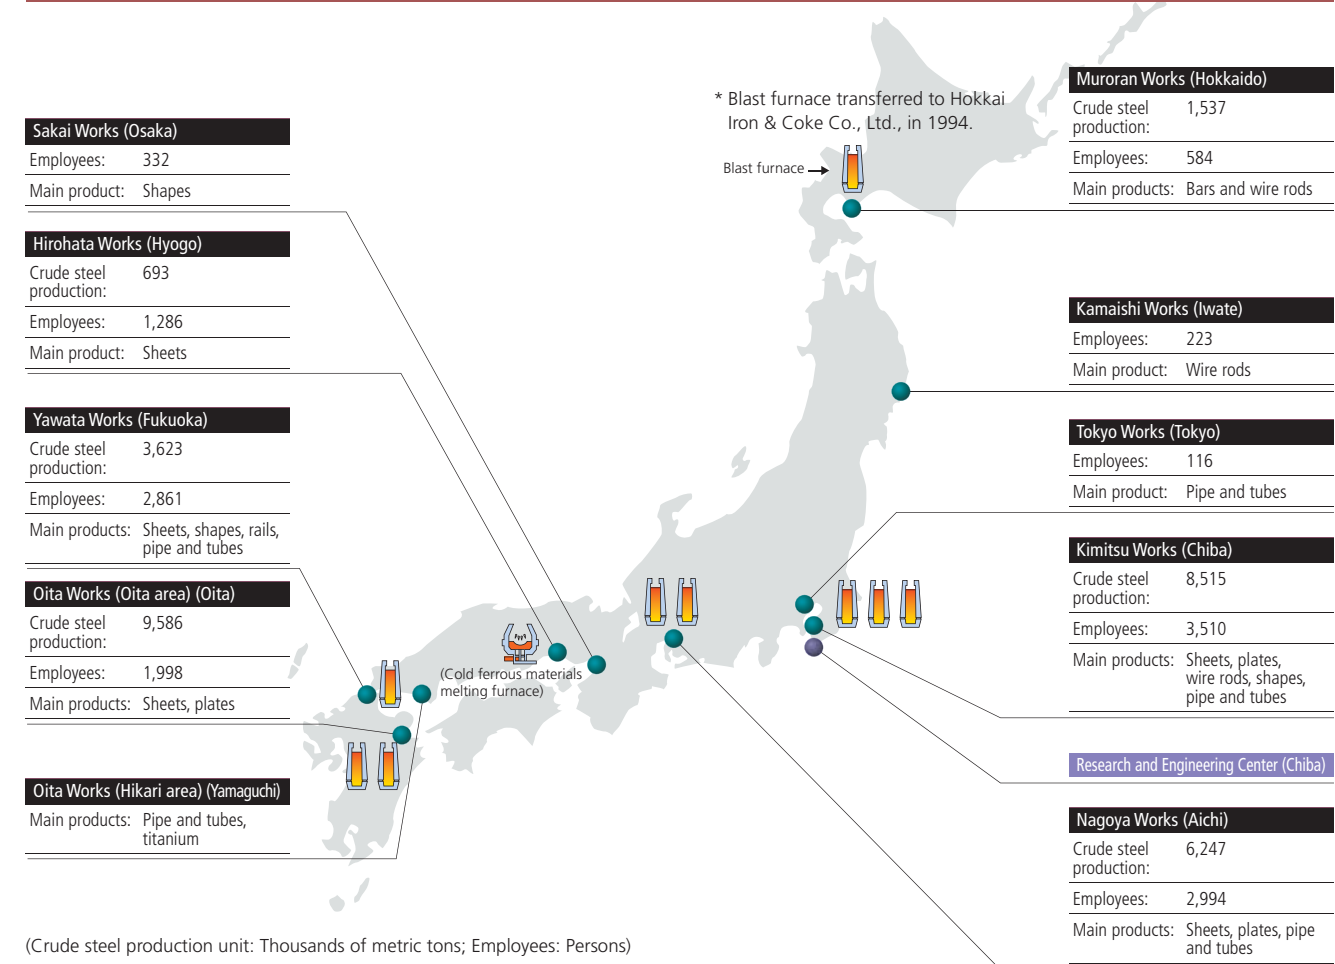 Sakai Works (Osaka)
Employees: 332
Main product: Shapes
Hirohata Works (Hyogo)
Crude steel 693
production:
Employees: 1,286
Main product: Sheets
Yawata Works (Fukuoka)
Crude steel 3,623
production:
Employees: 2,861
Main products: Sheets, shapes, rails,
pipe and tubes
Oita Works (Oita area) (Oita)
Crude steel 9,586
production:
Employees: 1,998
Main products: Sheets, plates
Oita Works (Hikari area) (Yamaguchi)
Main products: Pipe and tubes,
titanium
(Crude steel production unit: Thousands of metric tons; Employees: Persons)
* Blast furnace transferred to Hokkai
Iron & Coke Co., Ltd., in 1994.
Blast furnace
(Cold ferrous materials
melting furnace)
Muroran Works (Hokkaido)
Crude steel 1,537
production:
Employees: 584
Main products: Bars and wire rods
Kamaishi Works (Iwate)
Employees: 223
Main product: Wire rods
Tokyo Works (Tokyo)
Employees: 116
Main product: Pipe and tubes
Kimitsu Works (Chiba)
Crude steel 8,515
production:
Employees: 3,510
Main products: Sheets, plates,
wire rods, shapes,
pipe and tubes
Research and Engineering Center (Chiba)
Nagoya Works (Aichi)
Crude steel 6,247
production:
Employees: 2,994
Main products: Sheets, plates, pipe
and tubes